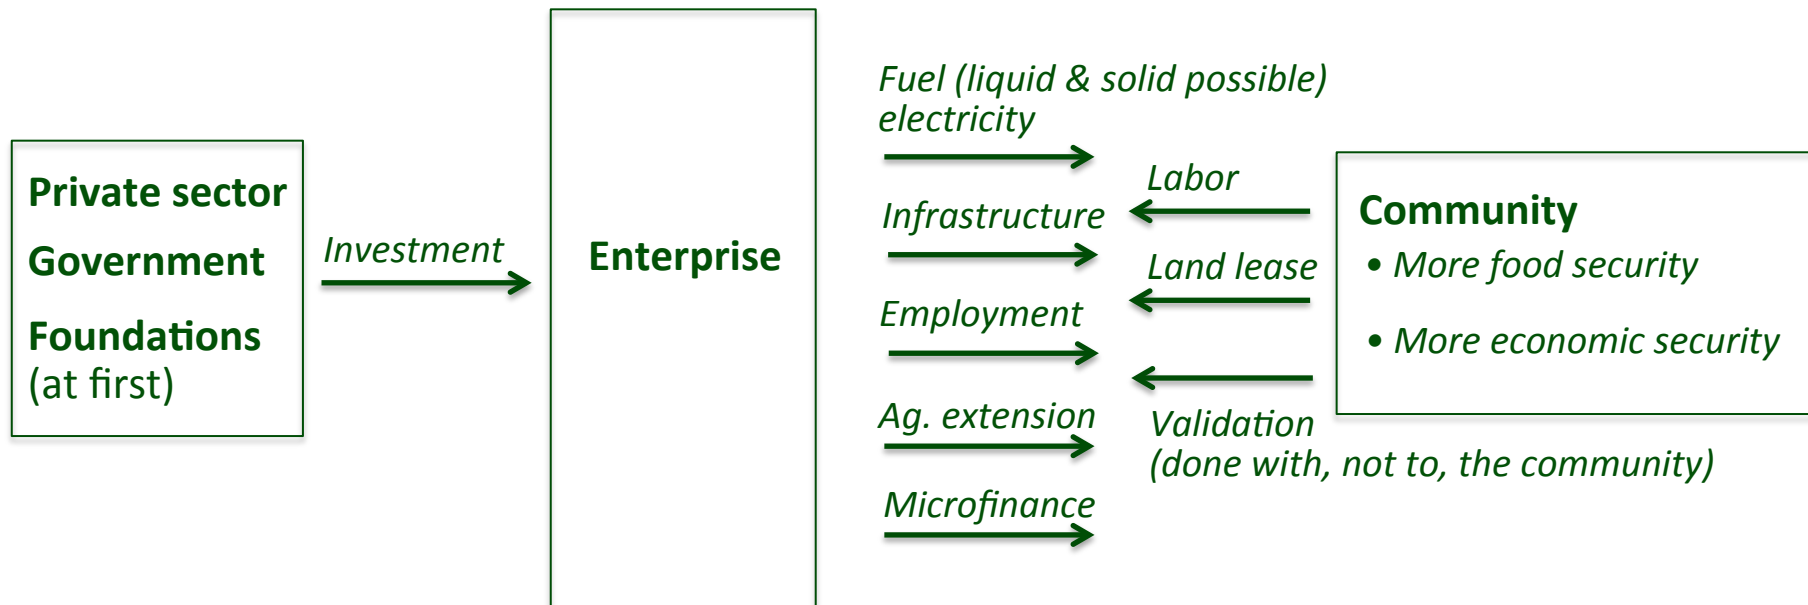 Private sector
Government
Foundations
(at first)
Investment
Enterprise
Fuel (liquid & solid possible)
electricity
Infrastructure
Employment
Ag. extension
Microfinance
Labor
Land lease
Validation
(done with, not to, the community)
Community
• More food security
• More economic security